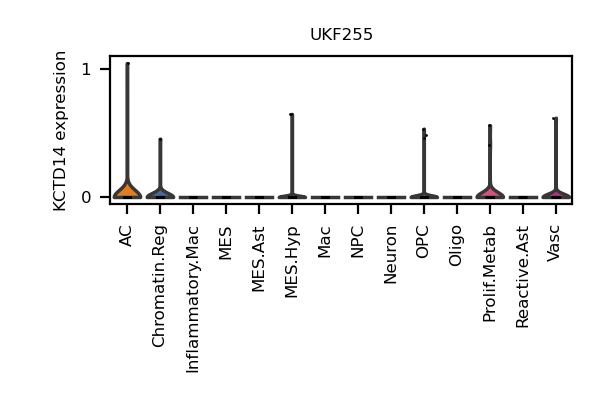 UKF255
KCTD14 expression
1
0
AC
Chromatin.Reg
Inflammatory.Mac
MES
MES.Ast
MES.Hyp
Mac
NPC
Neuron
OPC
Oligo
Prolif.Metab
Reactive.Ast
Vasc